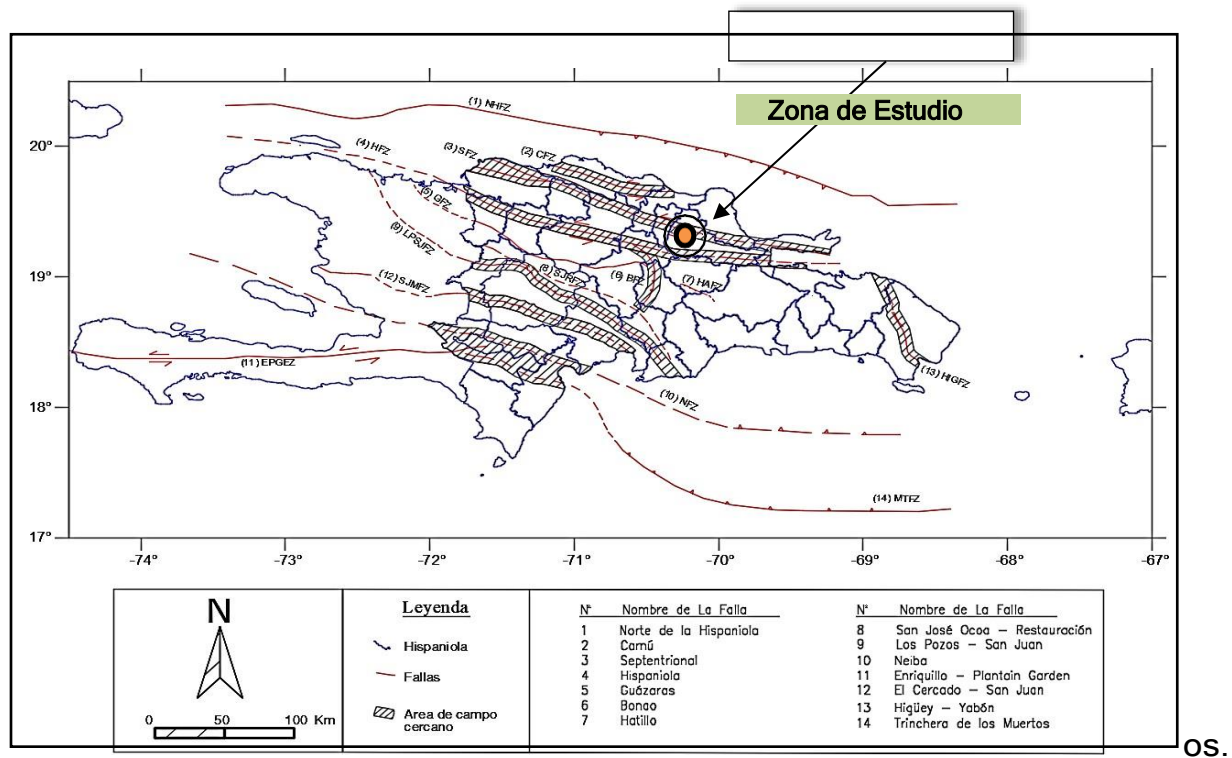 Zona de Estudio
(1) NHFZ
(4) HFZ
(3) SFZ
(2) CFZ
20°
(5) GFZ
(9) LPSJFZ
(8) SJRFZ
(6) BFZ
(7) HAFZ
19°
(12) SJMFZ
(11) EPGFZ
(13) HIGFZ
(10) NFZ
18°
(14) MTFZ
17°
-74° -73° -72° -71° -70° -69° -68° -67°
N
0 50 100 Km
Leyenda
Hispaniola
Fallas
Area de campo
cercano
N° Nombre de La Falla
1 Norte de la Hispaniola
2 Camú
3 Septentrional
4 Hispaniola
5 Guázaras
6 Bonao
7 Hatillo
N° Nombre de La Falla
8 San José Ocoa – Restauración
9 Los Pozos – San Juan
10 Neiba
11 Enriquillo – Plantain Garden
12 El Cercado – San Juan
13 Higüey – Yabón
14 Trinchera de los Muertos
os.